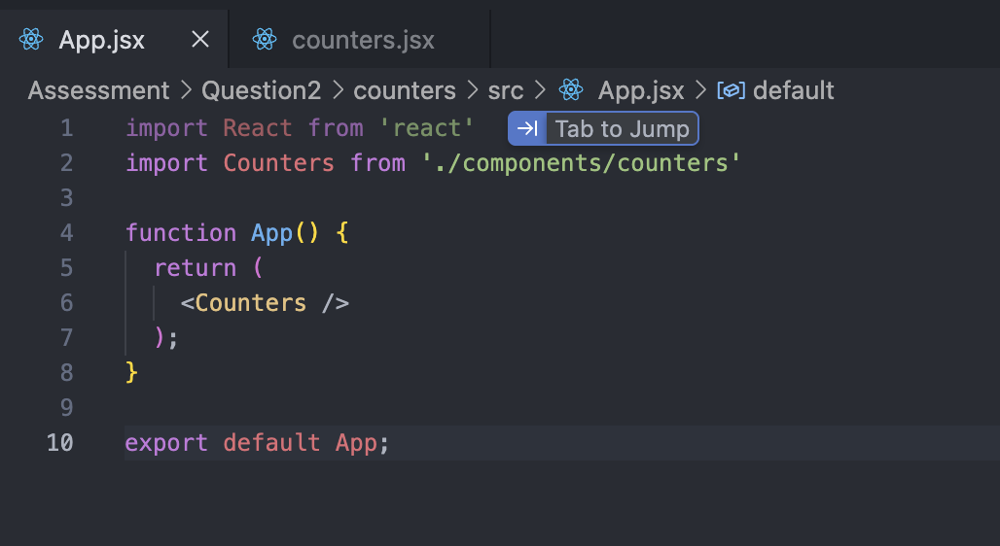 App.jsx × counters.jsx
Assessment > Question2 > counters > src > App.jsx > default
1 import React from 'react' Tab to Jump
2 import Counters from './components/counters'
3
4 function App() {
5 return (
6 <Counters />
7 );
8 }
9
10 export default App;